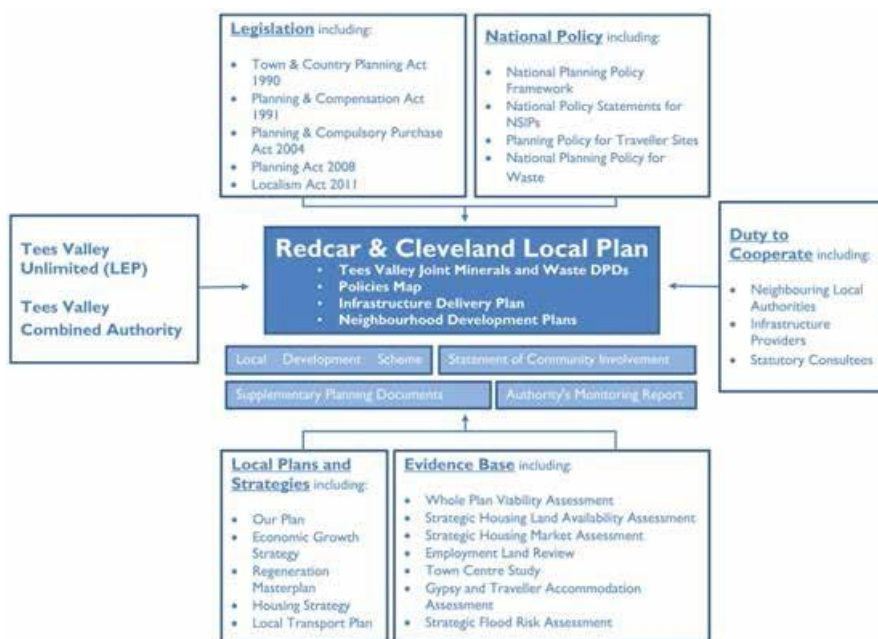 Legislation including:
• Town & Country Planning Act
1990
• Planning & Compensation Act
1991
• Planning & Compulsory Purchase
Act 2004
• Planning Act 2008
• Localism Act 2011
National Policy including:
• National Planning Policy
Framework
• National Policy Statements for
NSIPs
• Planning Policy for Traveller Sites
• National Planning Policy for
Waste
Tees Valley
Unlimited (LEP)
Tees Valley
Combined Authority
Redcar & Cleveland Local Plan
• Tees Valley Joint Minerals and Waste DPDs
• Policies Map
• Infrastructure Delivery Plan
• Neighbourhood Development Plans
Duty to
Cooperate including:
• Neighbouring Local
Authorities
• Infrastructure
Providers
• Statutory Consultees
Local Development Scheme
Statement of Community Involvement
Supplementary Planning Documents
Authority's Monitoring Report
Local Plans and
Strategies including:
• Our Plan
• Economic Growth
Strategy
• Regeneration
Masterplan
• Housing Strategy
• Local Transport Plan
Evidence Base including:
• Whole Plan Viability Assessment
• Strategic Housing Land Availability Assessment
• Strategic Housing Market Assessment
• Employment Land Review
• Town Centre Study
• Gypsy and Traveller Accommodation
Assessment
• Strategic Flood Risk Assessment